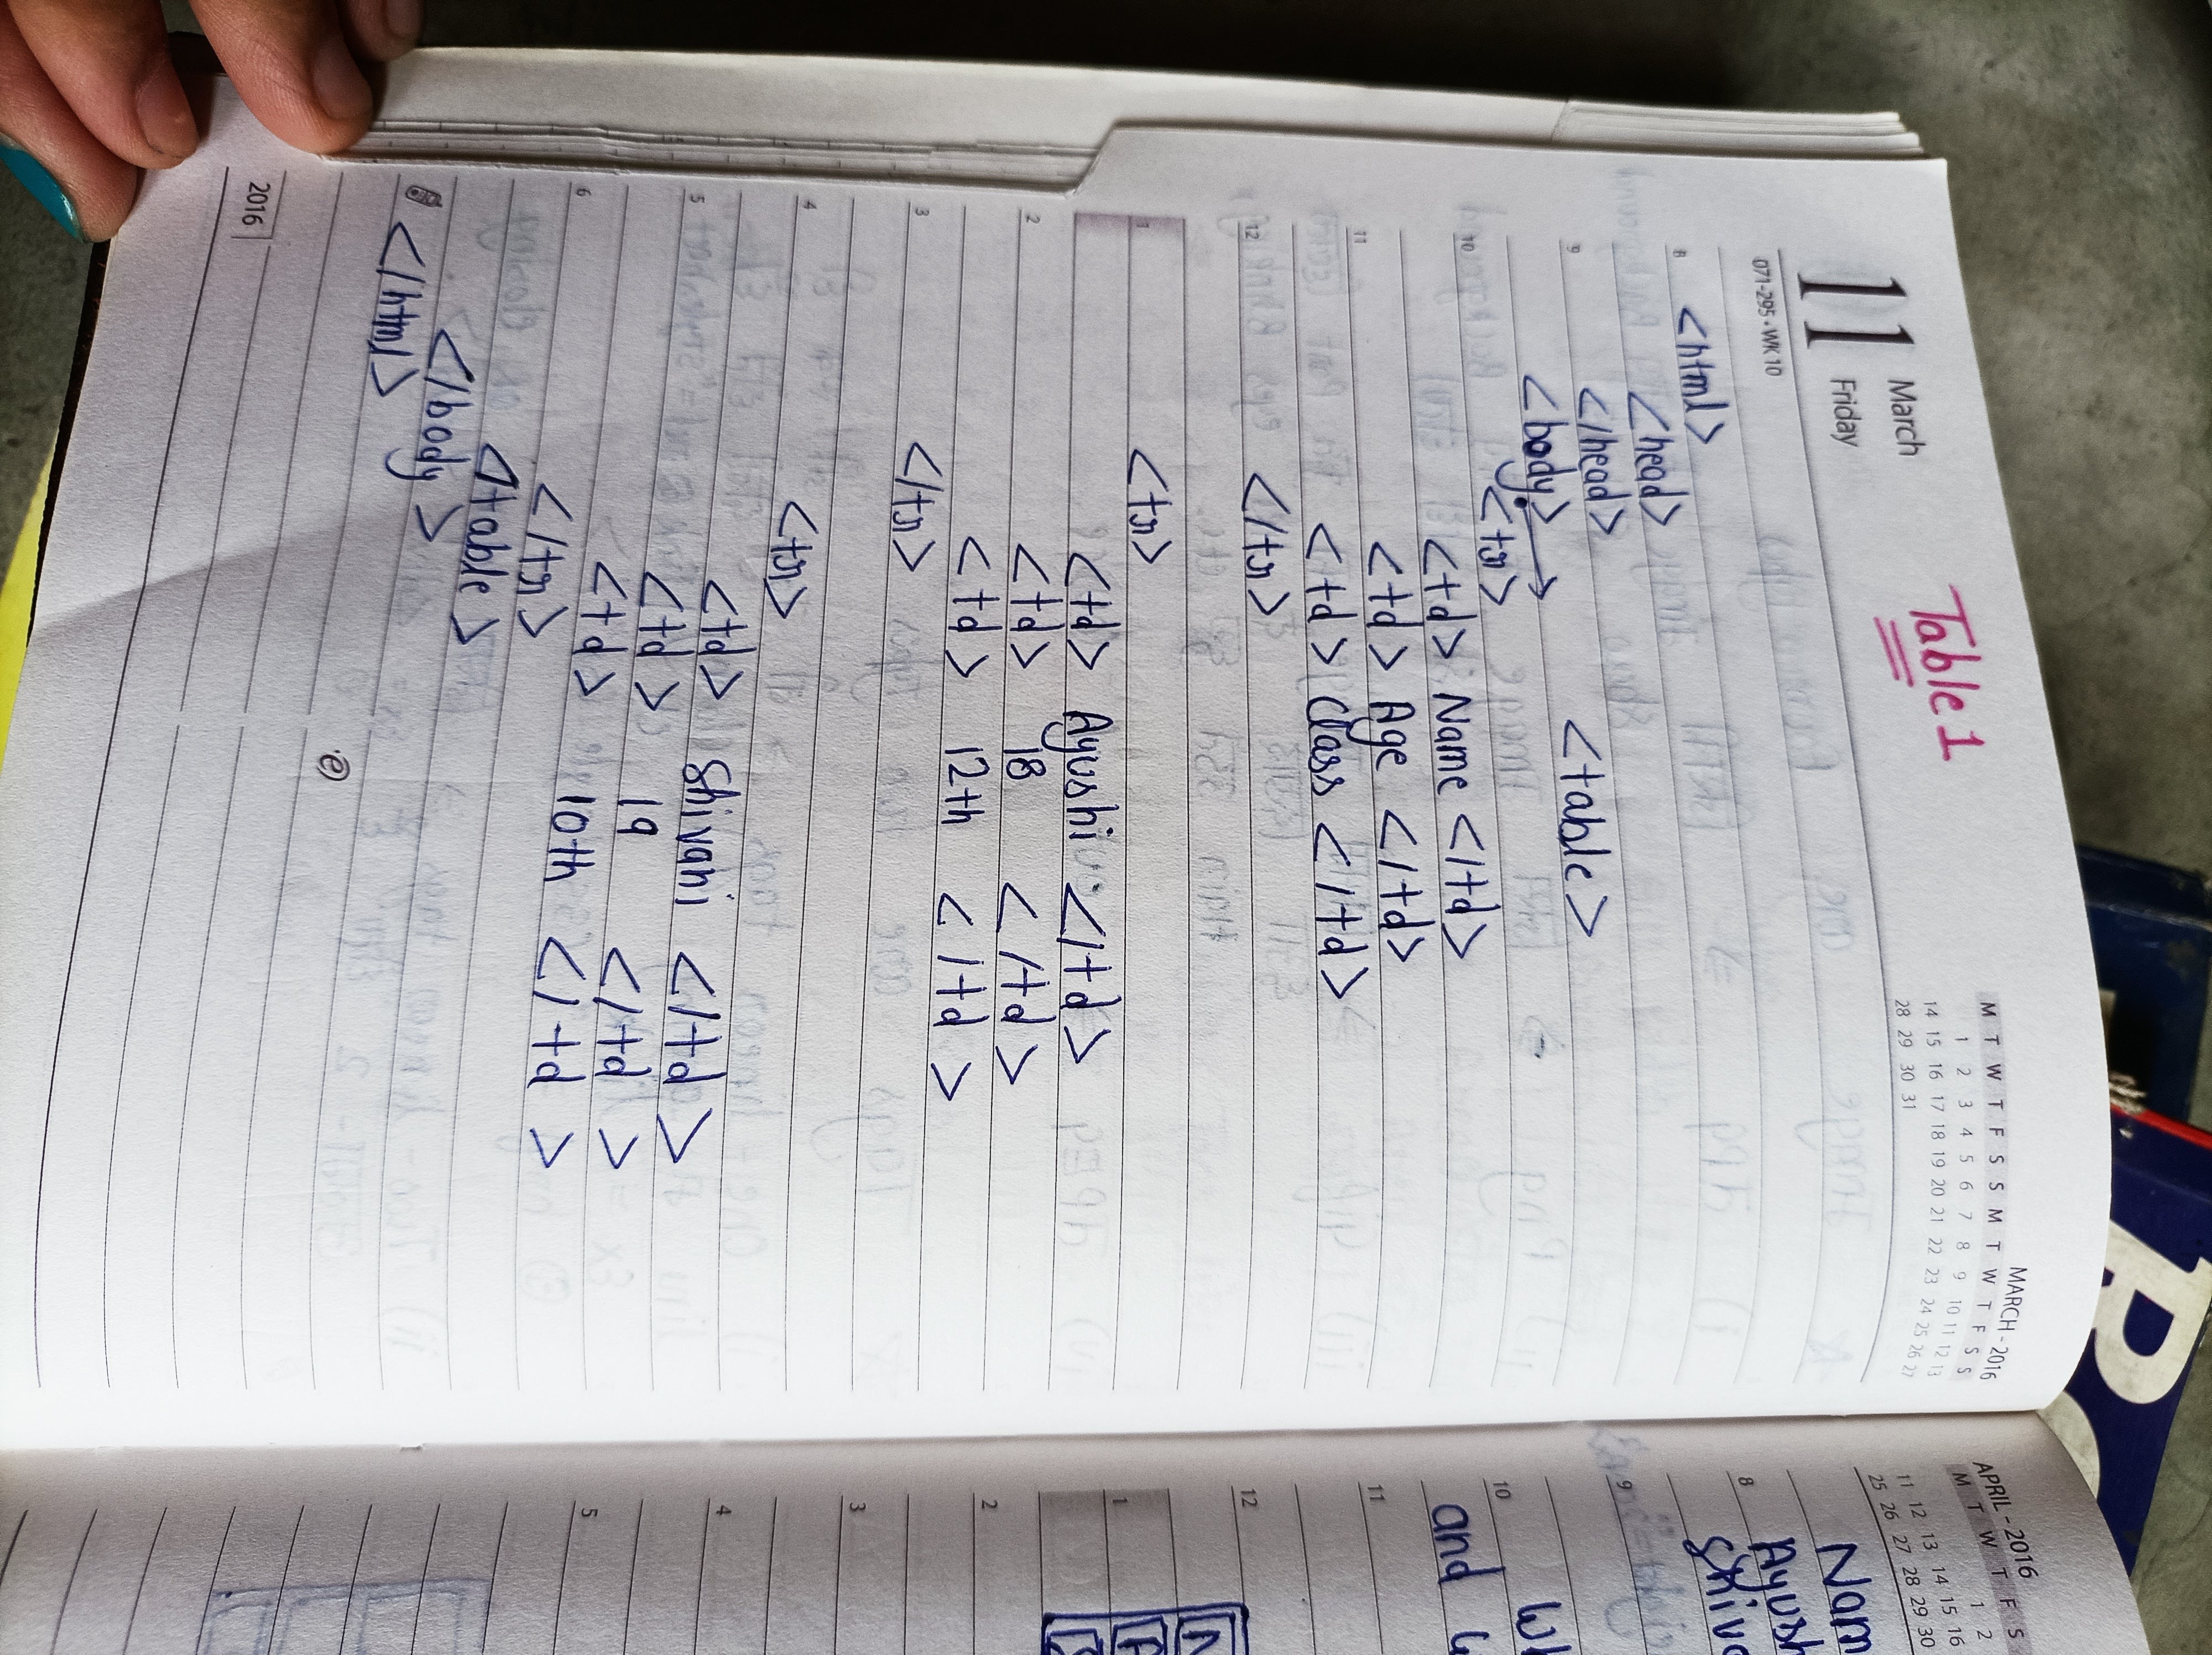 Table 1
11 March
Friday
071-295 • WK 10
MARCH - 2016
M T W T F S S M T W T F S S
1 2 3 4 5 6 7 8 9 10 11 12 13
14 15 16 17 18 19 20 21 22 23 24 25 26 27
28 29 30 31
8 <html>
<head>
9 </head>
<body> <table>
10 <tr>
<td> Name </td>
11 <td> Age </td>
<td> Class </td>
12 </tr>
1 <tr>
<td> Ayushi </td>
2 <td> 18 </td>
<td> 12th </td>
3 </tr>
4 <tr>
5 <td> Shivani </td>
<td> 19 </td>
6 <td> 10th </td>
</tr>
</table>
</body>
</html>
2016
APRIL - 2016
M T W T F S
1 2
11 12 13 14 15 16
25 26 27 28 29 30
8
9
10
and
11
12
1
2
3
4
5